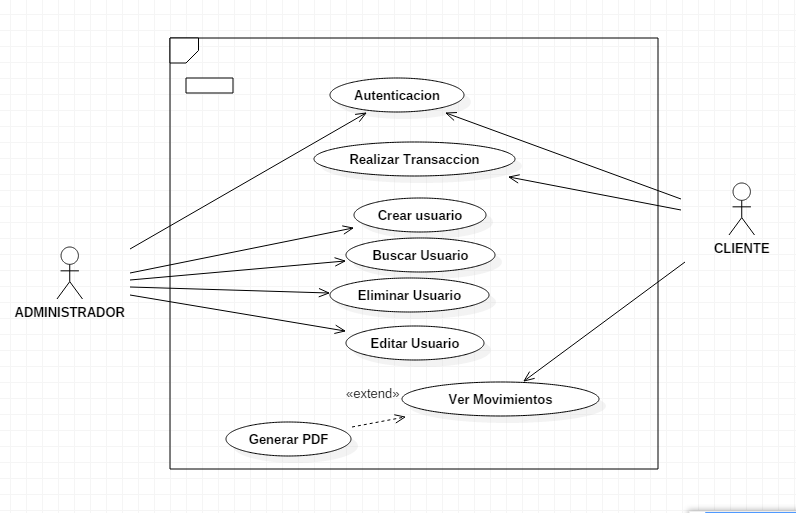 Autenticacion
Realizar Transaccion
Crear usuario
Buscar Usuario
CLIENTE
Eliminar Usuario
ADMINISTRADOR
Editar Usuario
«extend»
Ver Movimientos
Generar PDF